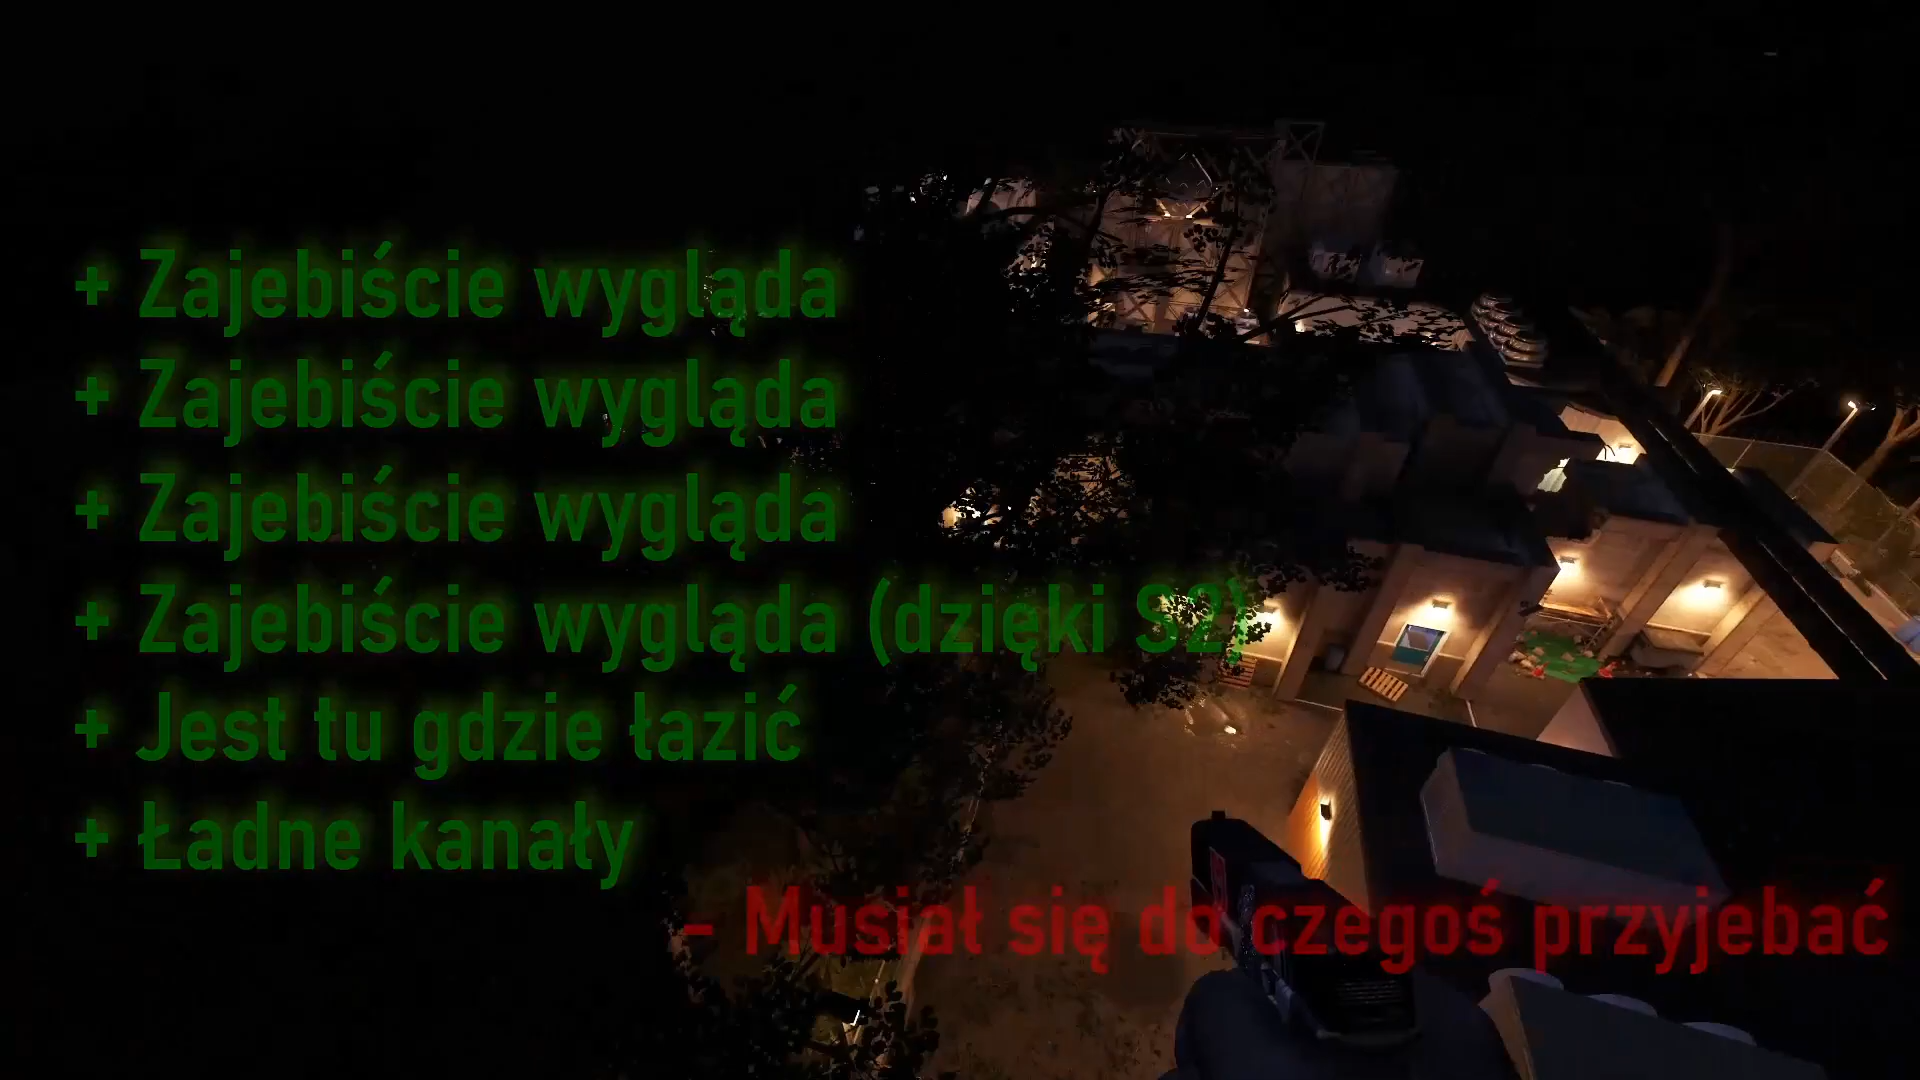 + Zajebiście wygląda
+ Zajebiście wygląda
+ Zajebiście wygląda
+ Zajebiście wygląda (dzięki S2)
+ Jest tu gdzie łazić
+ Ładne kanały
- Musiał się do czegoś przyjebać